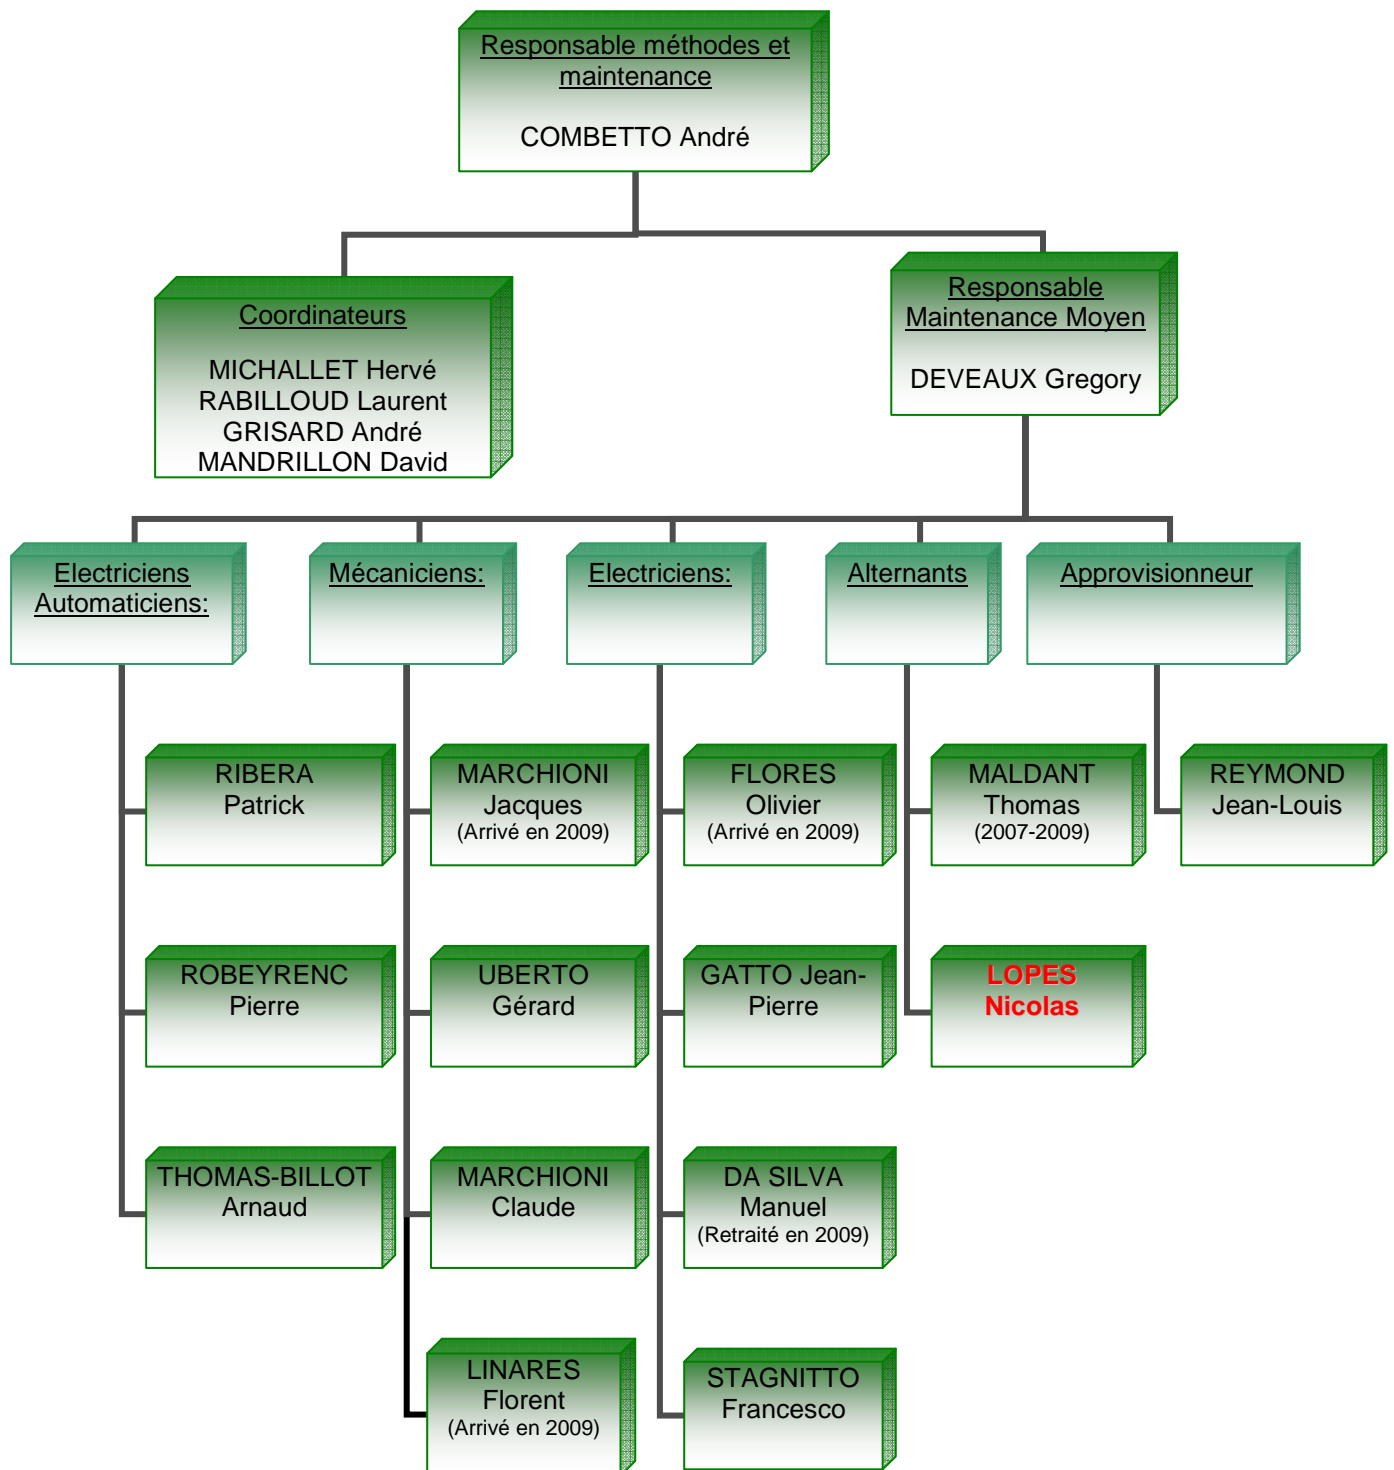 Responsable méthodes et
maintenance
COMBETTO André
Coordinateurs
MICHALLET Hervé
RABILLOUD Laurent
GRISARD André
MANDRILLON David
Responsable
Maintenance Moyen
DEVEAUX Gregory
Electriciens
Automaticiens:
Mécaniciens:
Electriciens:
Alternants
Approvisionneur
RIBERA
Patrick
MARCHIONI
Jacques
(Arrivé en 2009)
FLORES
Olivier
(Arrivé en 2009)
MALDANT
Thomas
(2007-2009)
REYMOND
Jean-Louis
ROBEYRENC
Pierre
UBERTO
Gérard
GATTO Jean-
Pierre
LOPES
Nicolas
THOMAS-BILLOT
Arnaud
MARCHIONI
Claude
DA SILVA
Manuel
(Retraité en 2009)
LINARES
Florent
(Arrivé en 2009)
STAGNITTO
Francesco